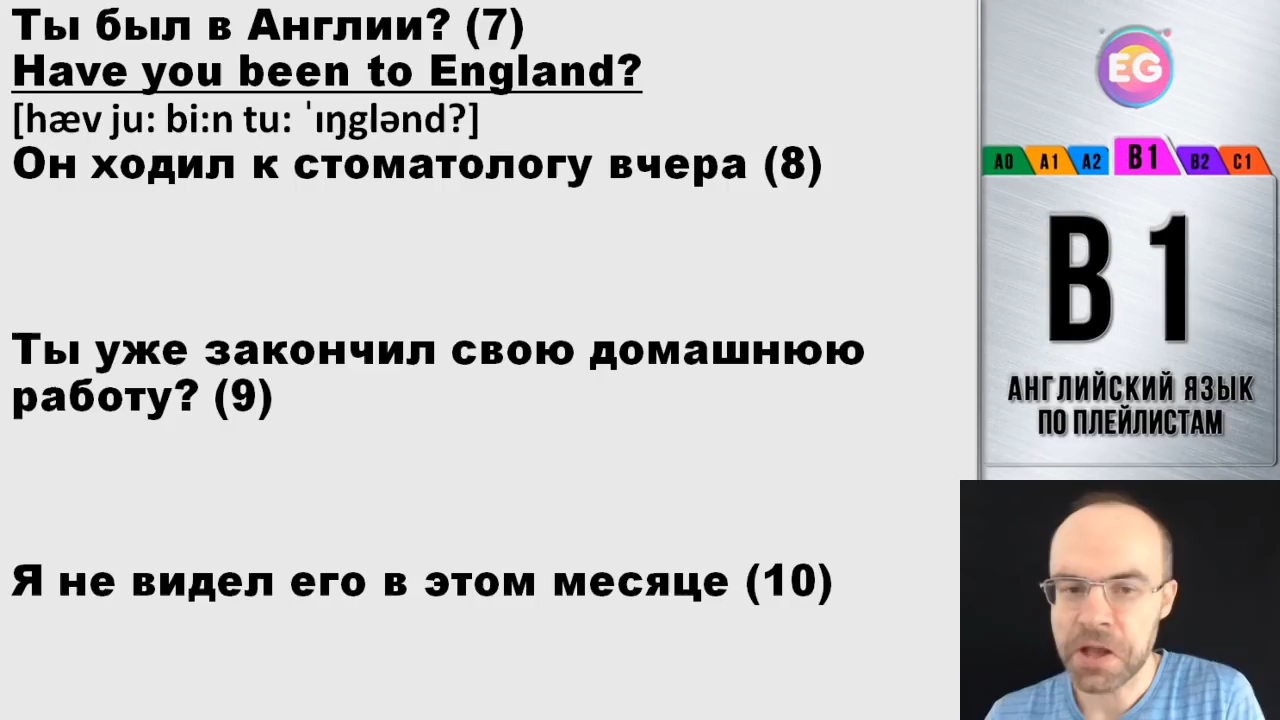 Ты был в Англии? (7)
Have you been to England?
[hæv ju: bi:n tu: ˈɪŋglənd?]
Он ходил к стоматологу вчера (8)
Ты уже закончил свою домашнюю
работу? (9)
Я не видел его в этом месяце (10)
EG
A0 A1 A2 B1 B2 C1
B1
АНГЛИЙСКИЙ ЯЗЫК
ПО ПЛЕЙЛИСТАМ